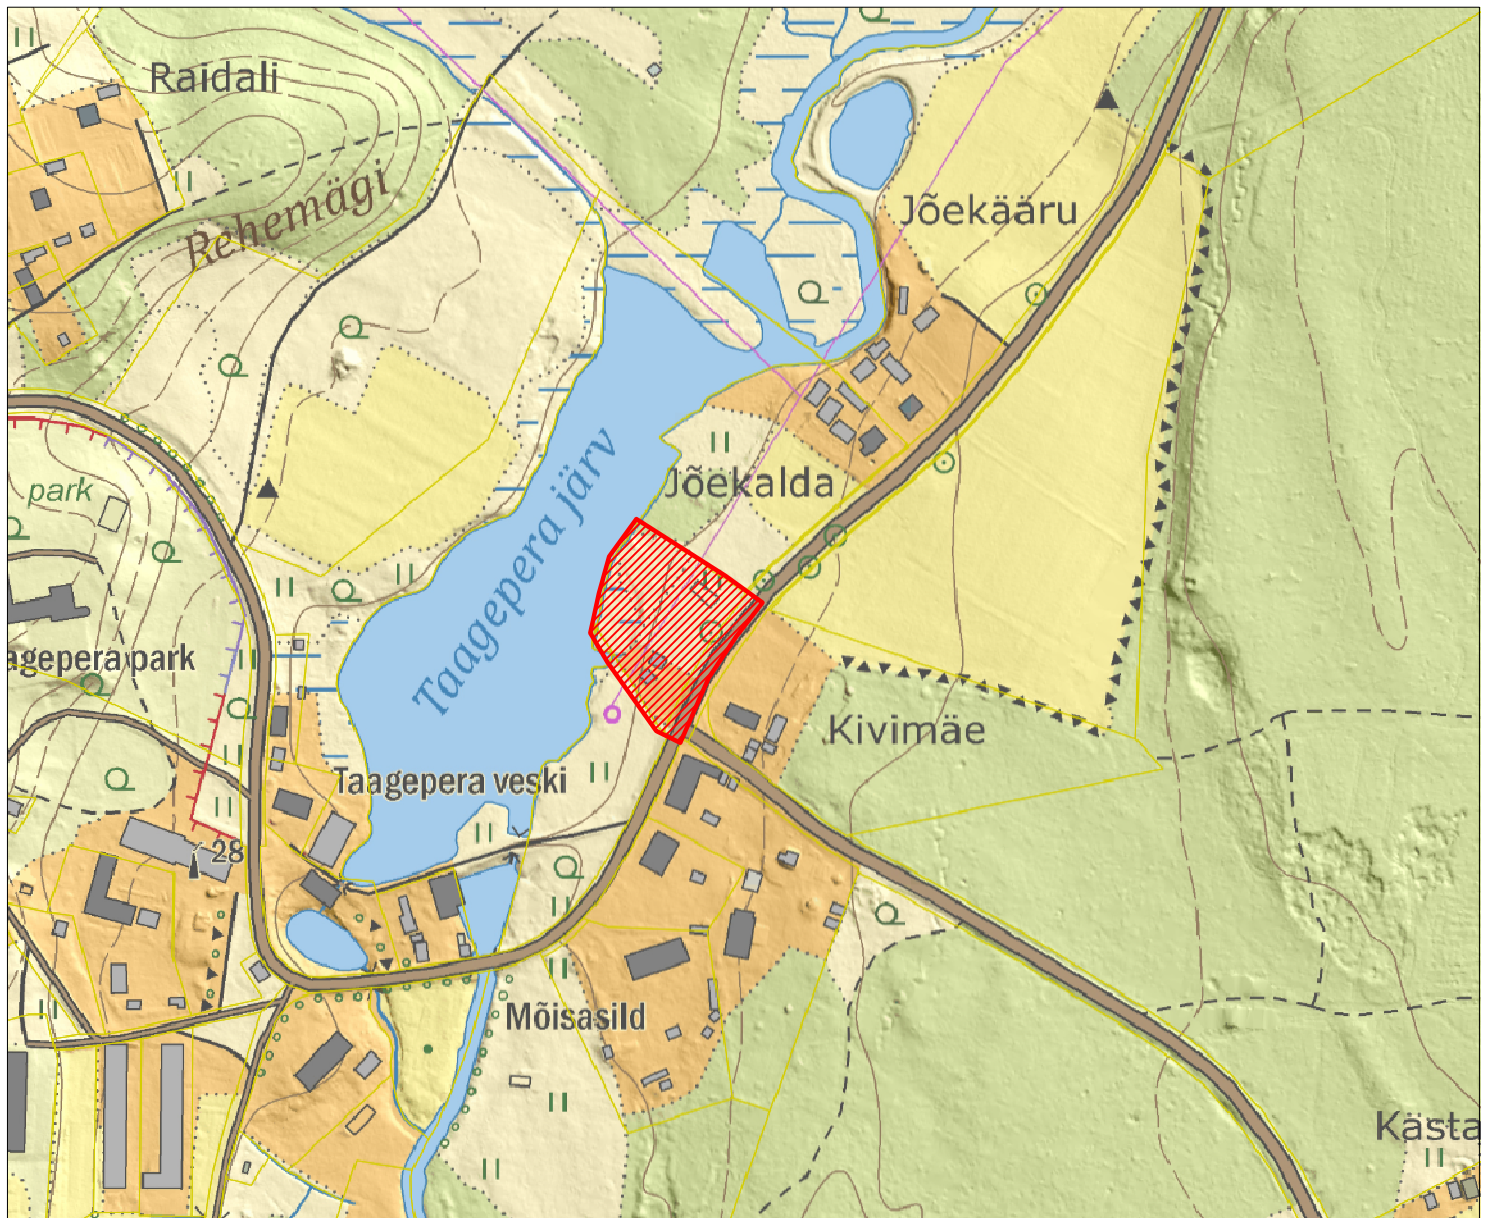 Raidali
Rehemägi
Jõekääru
Jõekalda
park
Taagepera järv
agepera park
Kivimäe
Taagepera veski
28
Mõisasild
Kästa